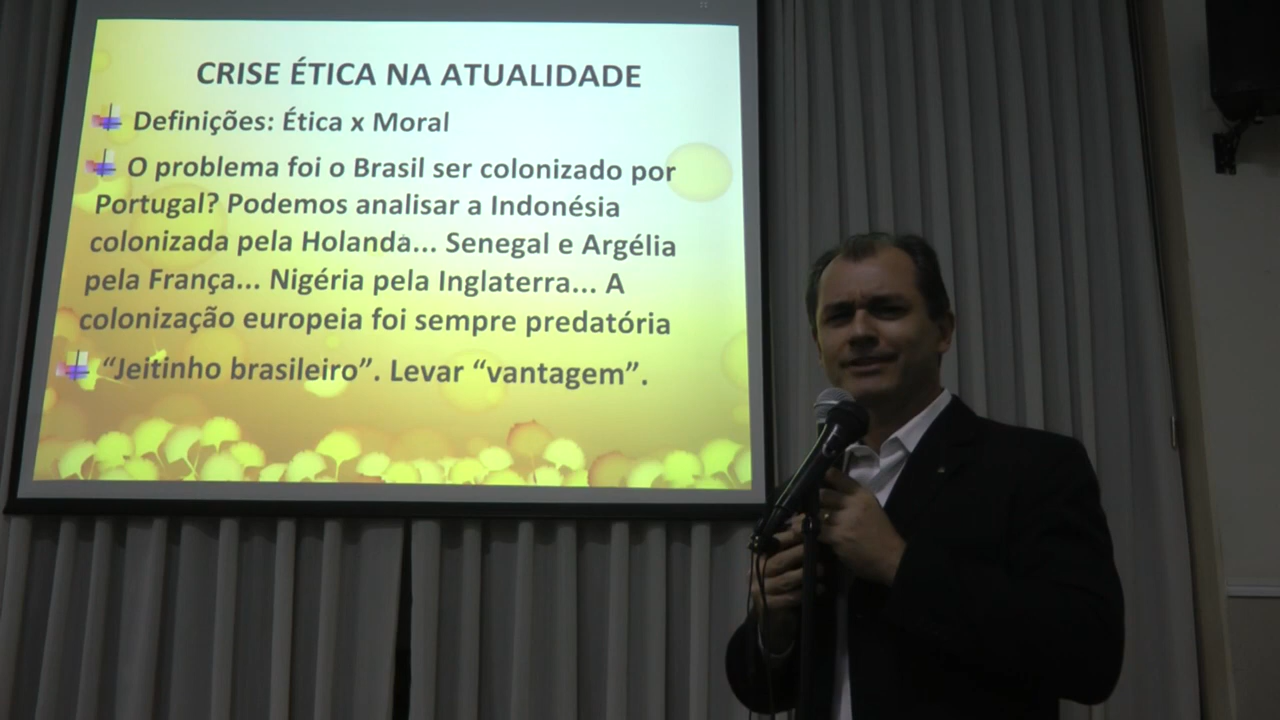 CRISE ÉTICA NA ATUALIDADE
Definições: Ética x Moral
O problema foi o Brasil ser colonizado por
Portugal? Podemos analisar a Indonésia
colonizada pela Holanda... Senegal e Argélia
pela França... Nigéria pela Inglaterra... A
colonização europeia foi sempre predatória
“Jeitinho brasileiro”. Levar “vantagem”.